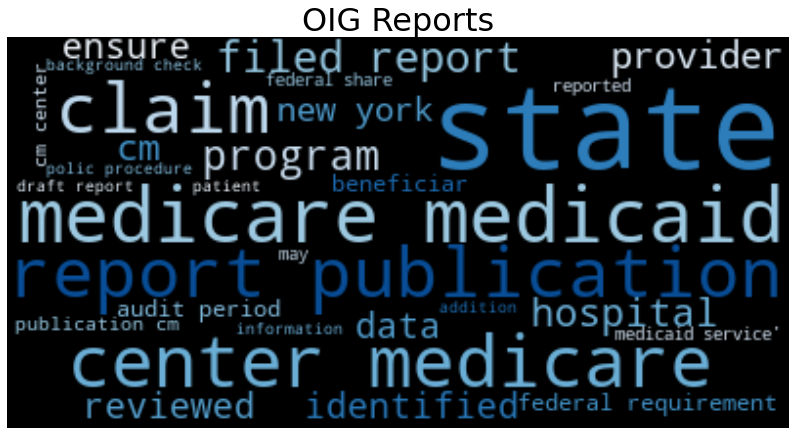 OIG Reports
ensure
filed report
provider
background check
federal share
reported
cm center
claim
new york
state
cm
program
polic procedure
beneficiar
draft report
patient
medicare medicaid
may
report publication
audit period
addition
hospital
publication cm
information
data
medicaid service'
center medicare
reviewed
identified
federal requirement